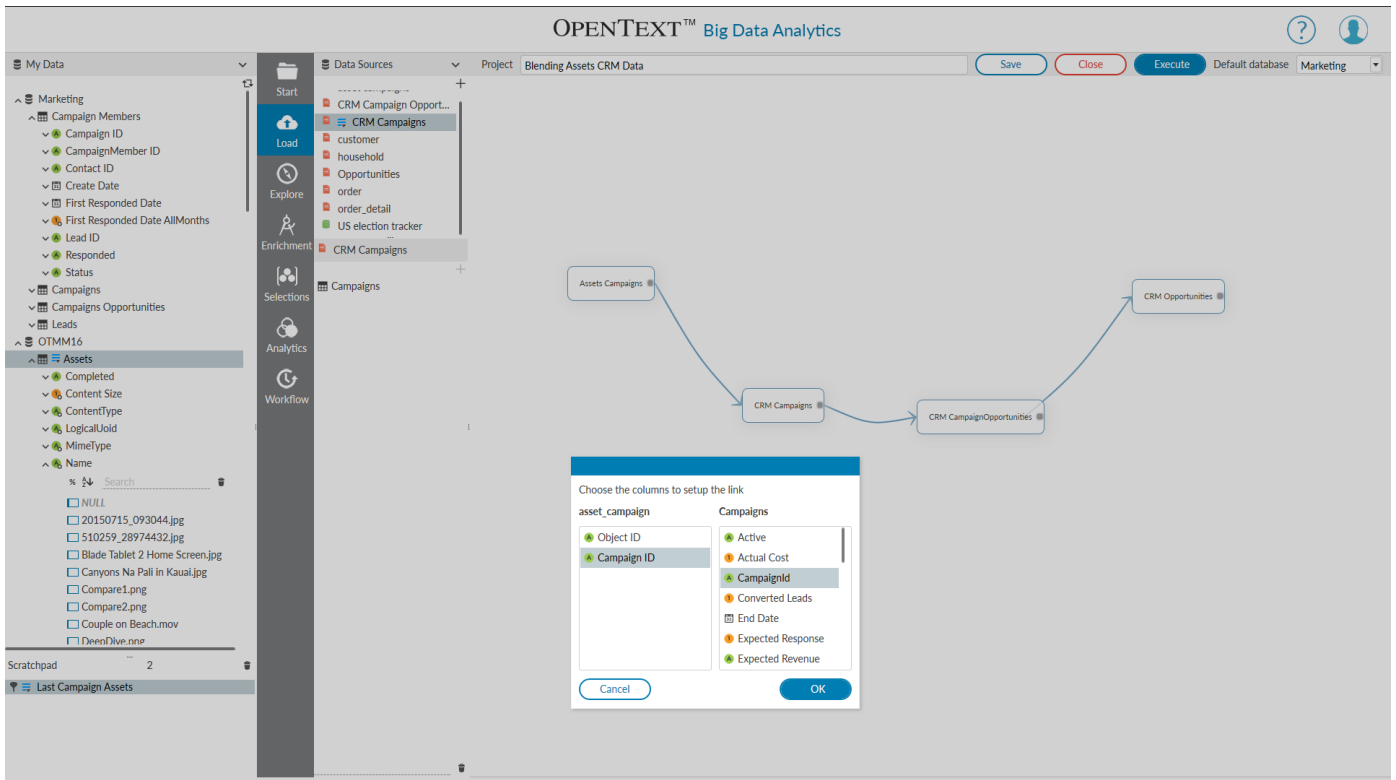 OPENTEXT™ Big Data Analytics
?
My Data
Marketing
Campaign Members
Campaign ID
CampaignMember ID
Contact ID
Create Date
First Responded Date
First Responded Date AllMonths
Lead ID
Responded
Status
Campaigns
Campaigns Opportunities
Leads
OTMM16
Assets
Completed
Content Size
ContentType
LogicalUoid
MimeType
Name
% Search
NULL
20150715_093044.jpg
510259_28974432.jpg
Blade Tablet 2 Home Screen.jpg
Canyons Na Pali in Kauai.jpg
Compare1.png
Compare2.png
Couple on Beach.mov
DeepDive.png
Scratchpad 2
Last Campaign Assets
Start
Load
Explore
Enrichment
Selections
Analytics
Workflow
Data Sources
CRM Campaign Opport...
CRM Campaigns
customer
household
Opportunities
order
order_detail
US election tracker
CRM Campaigns
Campaigns
Project Blending Assets CRM Data Save Close Execute Default database Marketing
Assets Campaigns
CRM Opportunities
CRM Campaigns
CRM CampaignOpportunities
Choose the columns to setup the link
asset_campaign
Object ID
Campaign ID
Campaigns
Active
Actual Cost
CampaignId
Converted Leads
End Date
Expected Response
Expected Revenue
Cancel OK